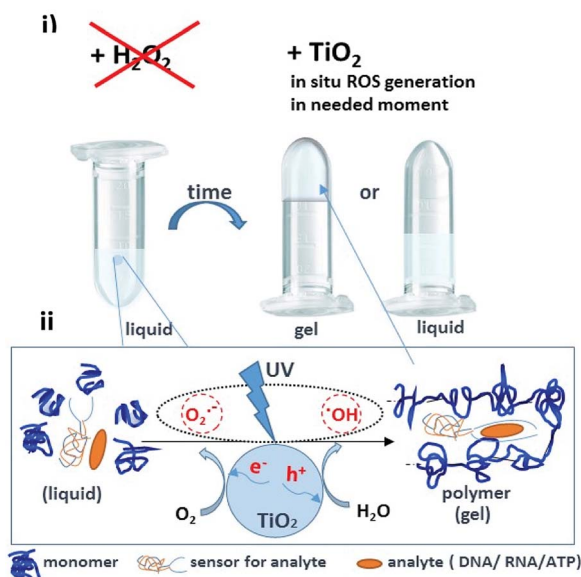 i)
+ H₂O₂
+ TiO₂
in situ ROS generation
in needed moment
time
or
liquid
gel
liquid
ii
UV
O₂·⁻
·OH
(liquid)
e⁻
h⁺
O₂
TiO₂
H₂O
polymer
(gel)
monomer
sensor for analyte
analyte ( DNA/ RNA/ATP)